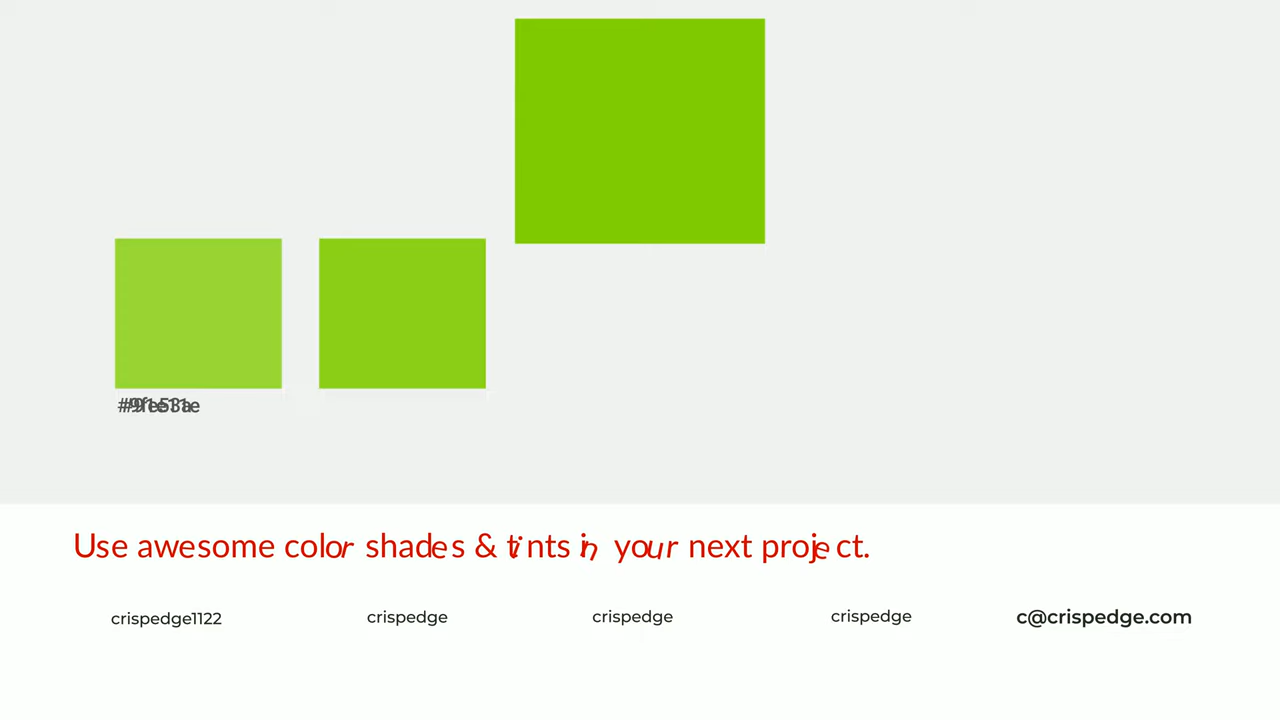 Use awesome color shades & tints in your next project.
crispedge1122 crispedge crispedge crispedge c@crispedge.com